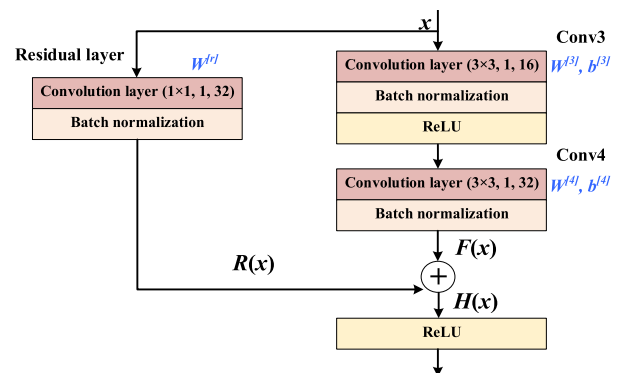 x
Conv3
Residual layer
W[r]
W[3], b[3]
Convolution layer (3×3, 1, 16)
Convolution layer (1×1, 1, 32)
Batch normalization
Batch normalization
ReLU
Conv4
Convolution layer (3×3, 1, 32)
W[4], b[4]
Batch normalization
F(x)
R(x)
+
H(x)
ReLU